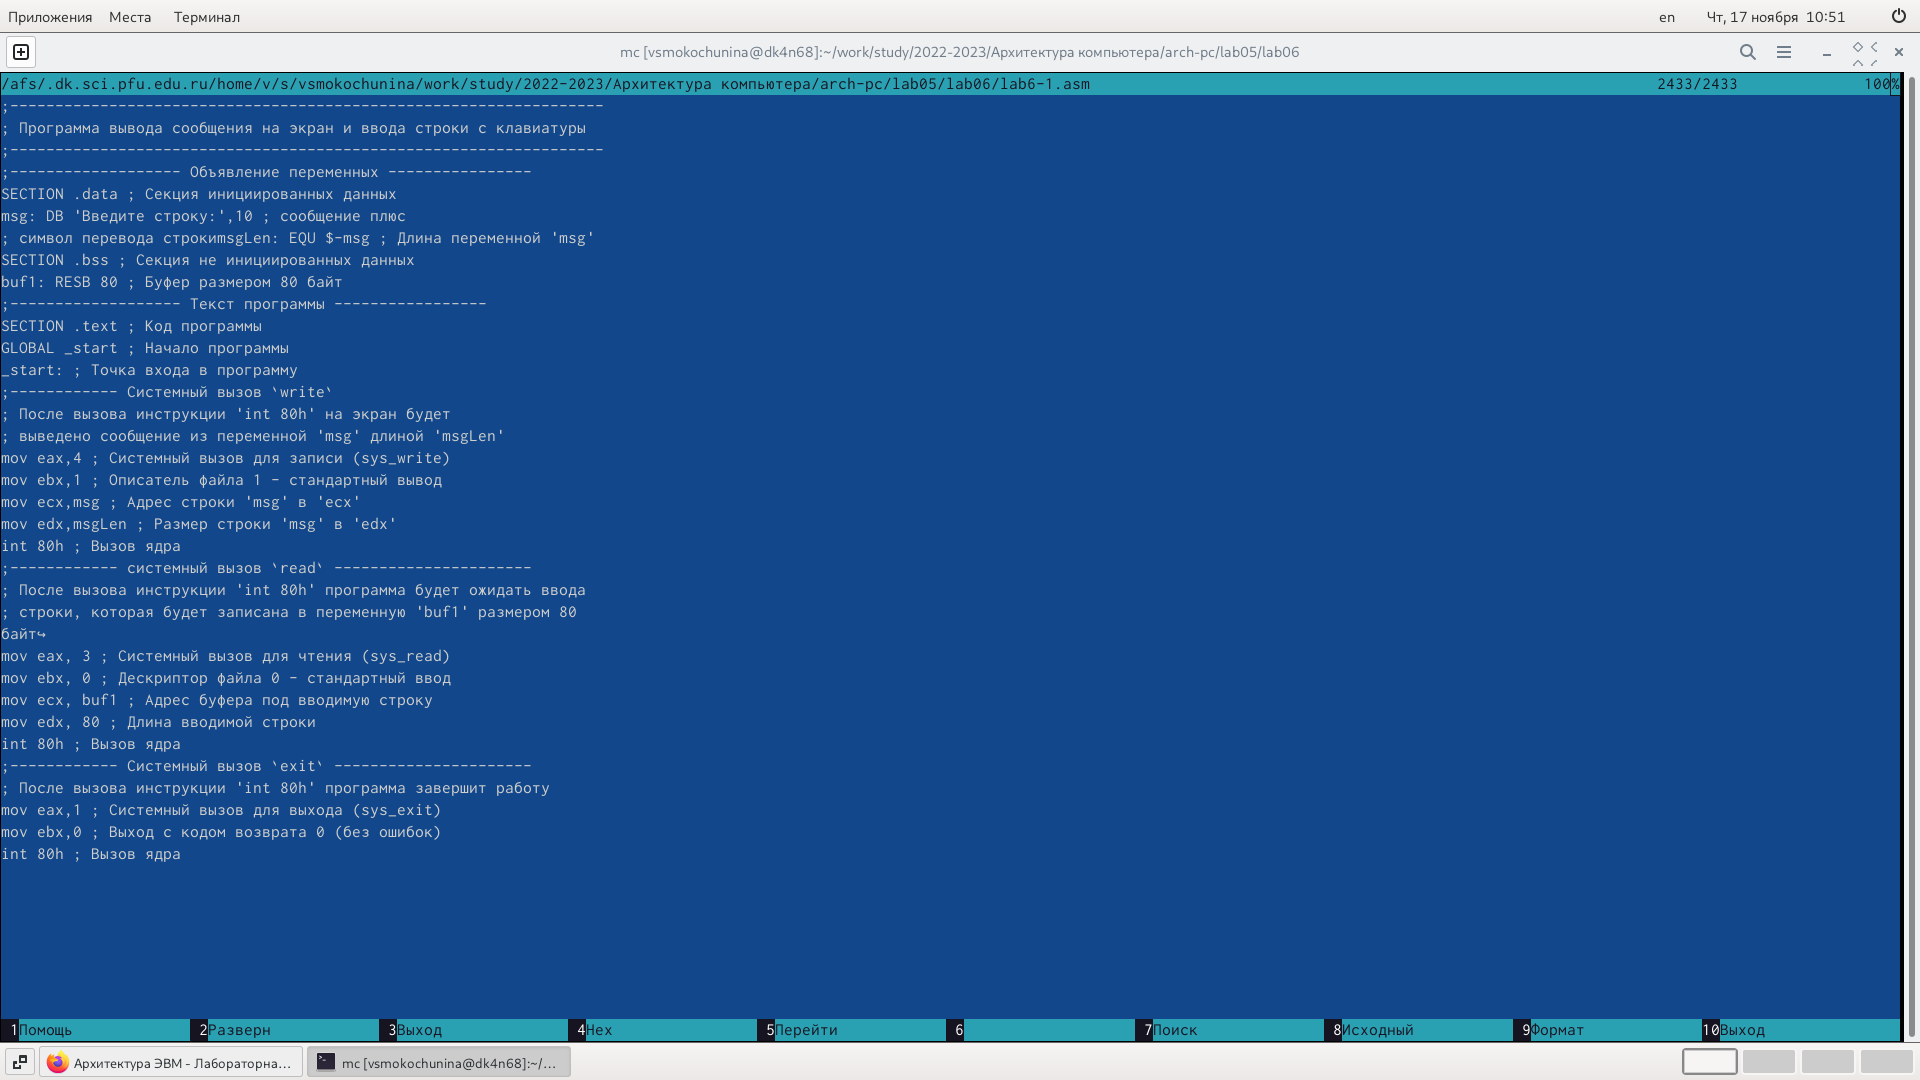 Приложения Места Терминал en Чт, 17 ноября 10:51
mc [vsmokochunina@dk4n68]:~/work/study/2022-2023/Архитектура компьютера/arch-pc/lab05/lab06
/afs/.dk.sci.pfu.edu.ru/home/v/s/vsmokochunina/work/study/2022-2023/Архитектура компьютера/arch-pc/lab05/lab06/lab6-1.asm 2433/2433 100%
;------------------------------------------------------------------
; Программа вывода сообщения на экран и ввода строки с клавиатуры
;------------------------------------------------------------------
;------------------- Объявление переменных ----------------
SECTION .data ; Секция инициированных данных
msg: DB 'Введите строку:',10 ; сообщение плюс
; символ перевода строкиmsgLen: EQU $-msg ; Длина переменной 'msg'
SECTION .bss ; Секция не инициированных данных
buf1: RESB 80 ; Буфер размером 80 байт
;------------------- Текст программы -----------------
SECTION .text ; Код программы
GLOBAL _start ; Начало программы
_start: ; Точка входа в программу
;------------ Системный вызов `write`
; После вызова инструкции 'int 80h' на экран будет
; выведено сообщение из переменной 'msg' длиной 'msgLen'
mov eax,4 ; Системный вызов для записи (sys_write)
mov ebx,1 ; Описатель файла 1 - стандартный вывод
mov ecx,msg ; Адрес строки 'msg' в 'ecx'
mov edx,msgLen ; Размер строки 'msg' в 'edx'
int 80h ; Вызов ядра
;------------ системный вызов `read` ----------------------
; После вызова инструкции 'int 80h' программа будет ожидать ввода
; строки, которая будет записана в переменную 'buf1' размером 80
байт↪
mov eax, 3 ; Системный вызов для чтения (sys_read)
mov ebx, 0 ; Дескриптор файла 0 - стандартный ввод
mov ecx, buf1 ; Адрес буфера под вводимую строку
mov edx, 80 ; Длина вводимой строки
int 80h ; Вызов ядра
;------------ Системный вызов `exit` ----------------------
; После вызова инструкции 'int 80h' программа завершит работу
mov eax,1 ; Системный вызов для выхода (sys_exit)
mov ebx,0 ; Выход с кодом возврата 0 (без ошибок)
int 80h ; Вызов ядра
1Помощь 2Разверн 3Выход 4Hex 5Перейти 6 7Поиск 8Исходный 9Формат 10Выход
Архитектура ЭВМ - Лабораторна... mc [vsmokochunina@dk4n68]:~/...